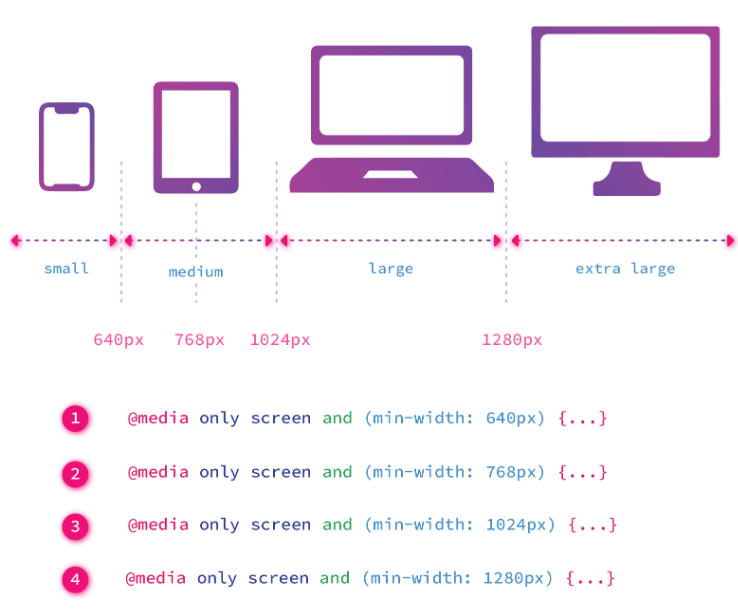 small
medium
large
extra large
640px
768px
1024px
1280px
1 @media only screen and (min-width: 640px) {...}
2 @media only screen and (min-width: 768px) {...}
3 @media only screen and (min-width: 1024px) {...}
4 @media only screen and (min-width: 1280px) {...}